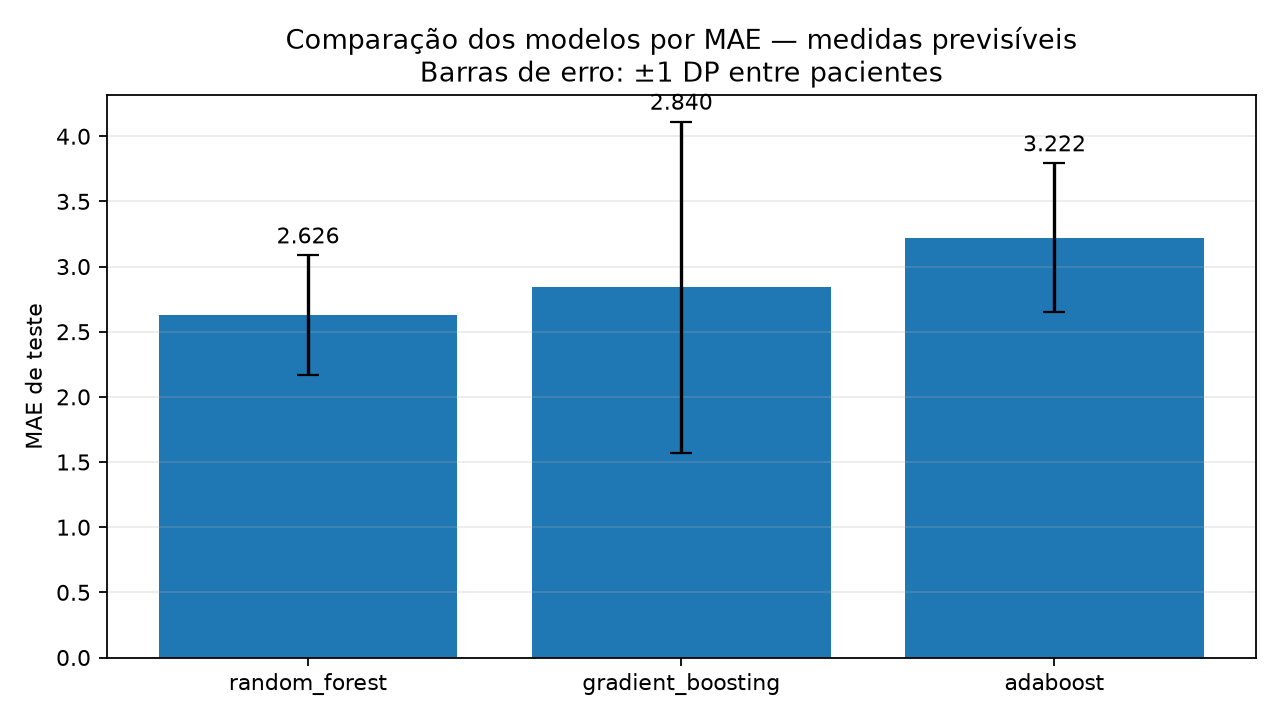 Comparação dos modelos por MAE — medidas previsíveis
Barras de erro: ±1 DP entre pacientes
2.840
3.222
2.626
MAE de teste
4.0
3.5
3.0
2.5
2.0
1.5
1.0
0.5
0.0
random_forest
gradient_boosting
adaboost